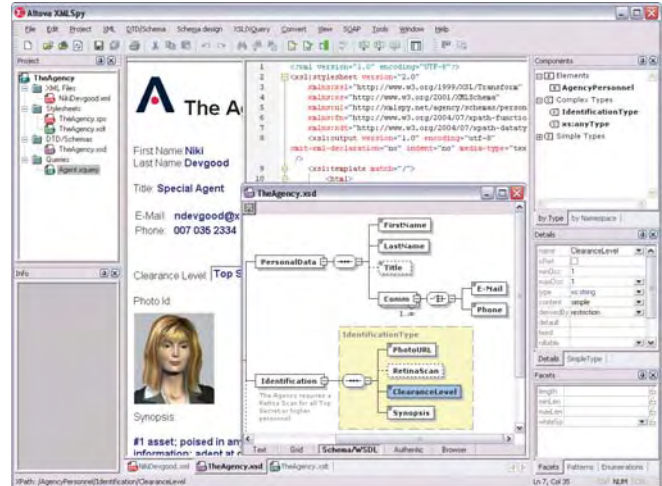 Altova XMLSpy
File Edit Project XML DTD/Schema Schema design XSL/XQuery Convert View SOAP Tools Window Help
Project
TheAgency
XML Files
NikiDevgood.xml
Stylesheets
TheAgency.sps
TheAgency.xslt
DTD/Schemas
TheAgency.xsd
Queries
Agent.xquery
Info
The A
First Name Niki
Last Name Devgood
Title: Special Agent
E-Mail: ndevgood@x
Phone: 007 035 2334
Clearance Level: Top S
Photo Id
Synopsis
#1 asset; poised in any
information; adept at d
1 <?xml version="1.0" encoding="UTF-8"?>
2 <xsl:stylesheet version="2.0"
3 xmlns:xsl="http://www.w3.org/1999/XSL/Transform"
4 xmlns:xs="http://www.w3.org/2001/XMLSchema"
5 xmlns:n1="http://xmlspy.net/agency/schemas/person
6 xmlns:fn="http://www.w3.org/2004/07/xpath-function
7 xmlns:xdt="http://www.w3.org/2004/07/xpath-dataty
8 <xsl:output version="1.0" encoding="utf-8"
omit-xml-declaration="no" indent="no" media-type="tex
/>
9 <xsl:template match="/">
10 <html>
TheAgency.xsd
PersonalData
FirstName
LastName
Title
Comm
1..∞
E-Mail
Phone
IdentificationType
Identification
The Agency requires a
Retina Scan for all Top
Secret or higher
personnel
PhotoURL
RetinaScan
ClearanceLevel
Synopsis
Text Grid Schema/WSDL Authentic Browser
NikiDevgood.xml TheAgency.xsd TheAgency.xslt
Components
Elements
AgencyPersonnel
Complex Types
IdentificationType
xs:anyType
Simple Types
by Type by Namespace
Details
name ClearanceLevel
isRef
minOcc 1
maxOcc 1
type xs:string
content simple
derivedBy restriction
default
fixed
nillable
Details SimpleType
Facets
length
minLen
maxLen
whiteSp
Facets Patterns Enumerations
XPath: /AgencyPersonnel/Identification/ClearanceLevel
Ln 7, Col 35 CAP NUM